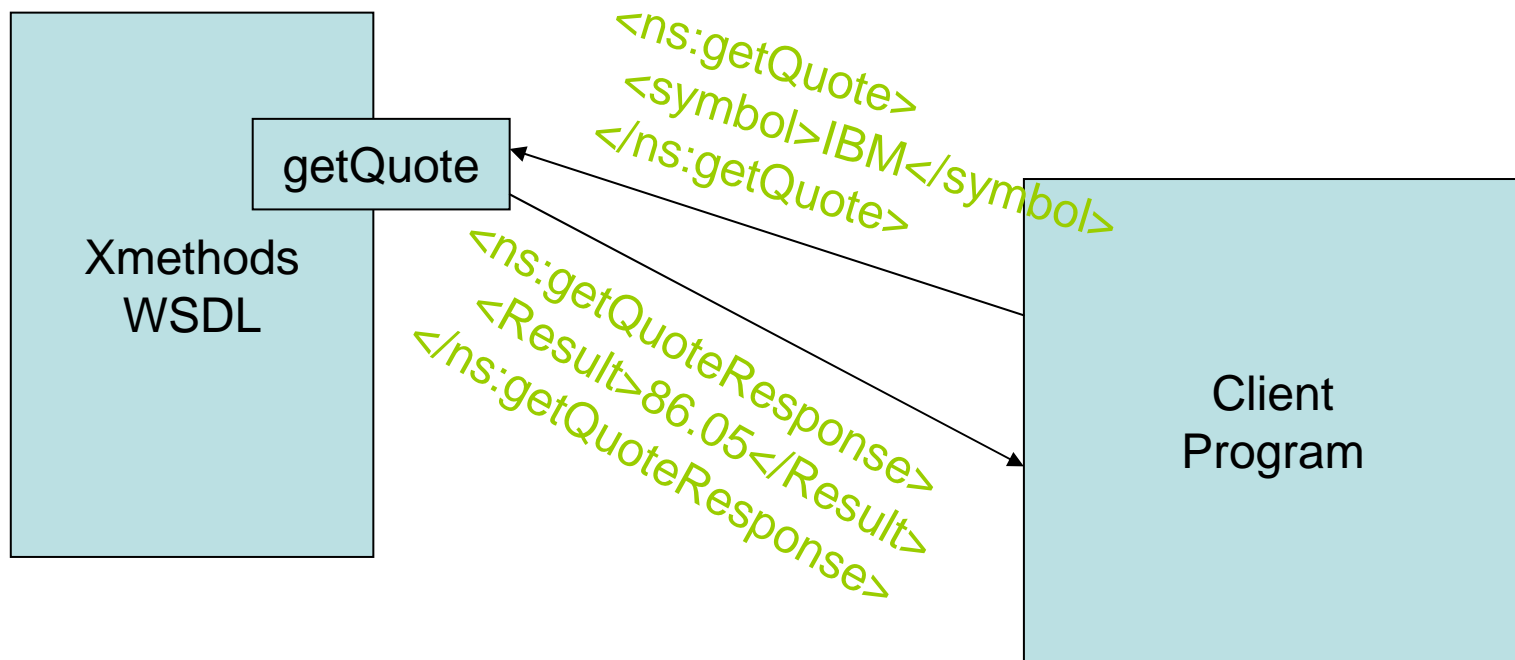 <ns:getQuote>
<symbol>IBM</symbol>
</ns:getQuote>
getQuote
Xmethods
WSDL
<ns:getQuoteResponse>
<Result>86.05</Result>
</ns:getQuoteResponse>
Client
Program